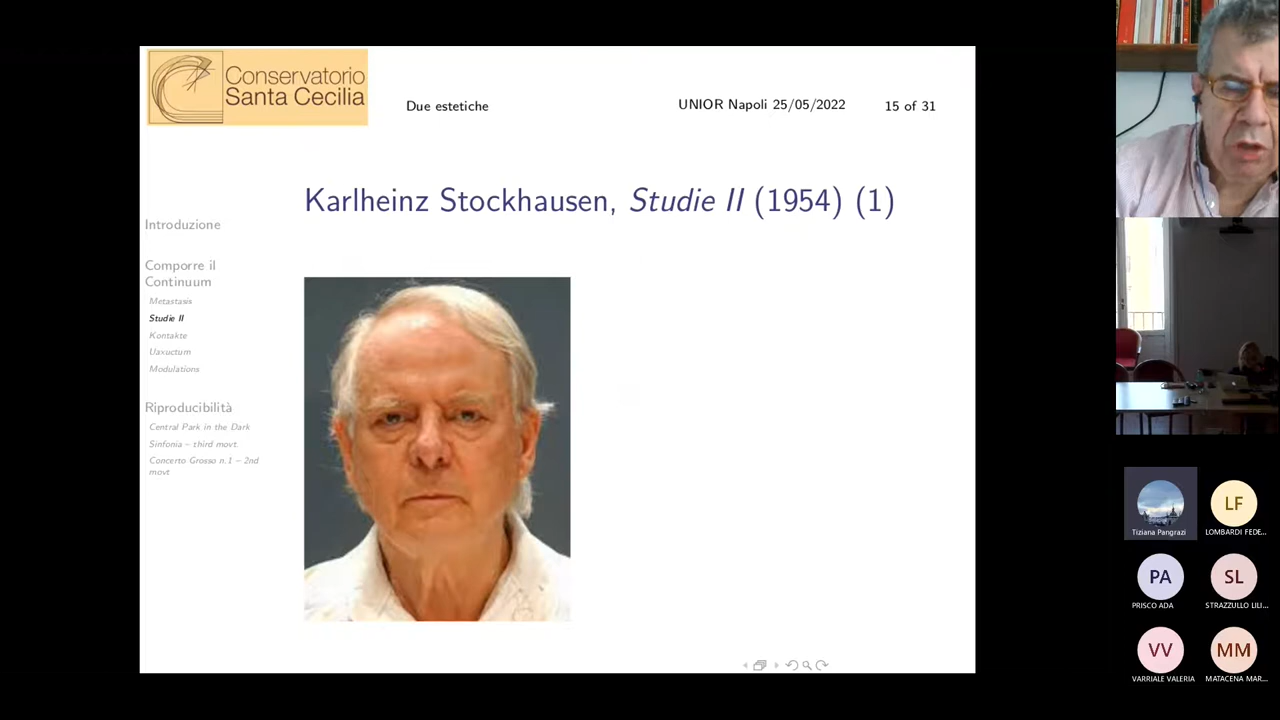 Conservatorio
Santa Cecilia
Due estetiche
UNIOR Napoli 25/05/2022
15 of 31
Karlheinz Stockhausen, Studie II (1954) (1)
Introduzione
Comporre il
Continuum
Metastasis
Studie II
Kontakte
Uaxuctum
Modulations
Riproducibilità
Central Park in the Dark
Sinfonia – third movt.
Concerto Grosso n.1 – 2nd
movt
Tiziana Pangrazi
LF
LOMBARDI FEDE...
PA
PRISCO ADA
SL
STRAZZULLO LILI...
VV
VARRIALE VALERIA
MM
MATACENA MAR...